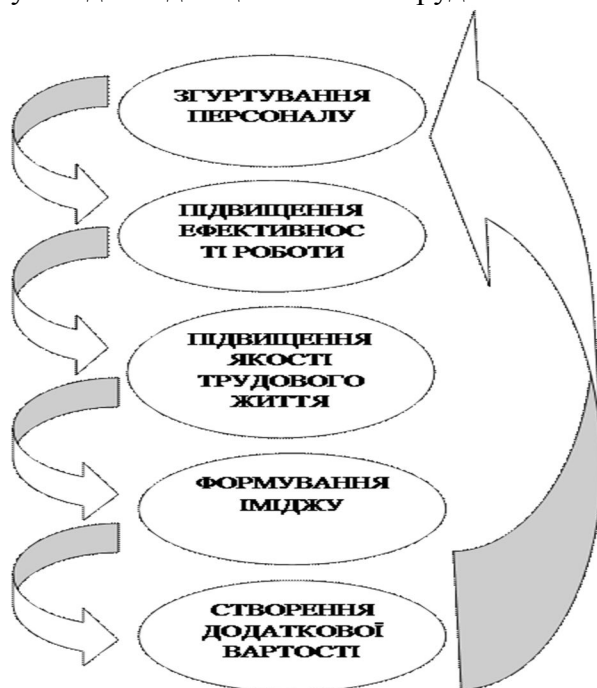 ЗГУРТУВАННЯ
ПЕРСОНАЛУ
ПІДВИЩЕННЯ
ЕФЕКТИВНОС
ТІ РОБОТИ
ПІДВИЩЕННЯ
ЯКОСТІ
ТРУДОВОГО
ЖИТТЯ
ФОРМУВАННЯ
ІМІДЖУ
СТВОРЕННЯ
ДОДАТКОВОЇ
ВАРТОСТІ